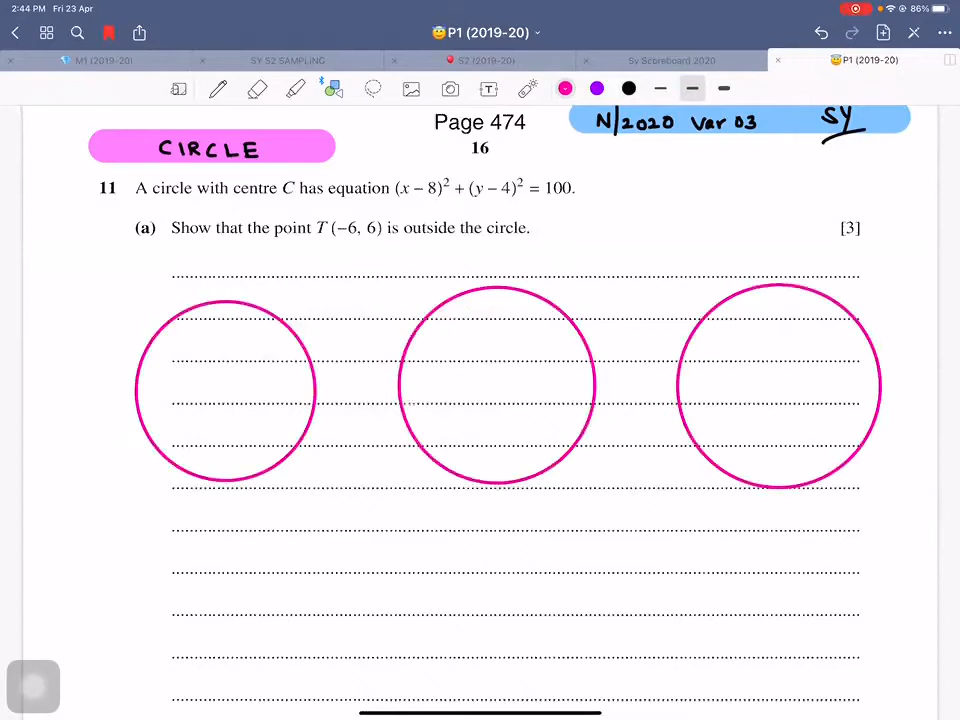 2:44 PM Fri 23 Apr
86%
😇P1 (2019-20)
💎 M1 (2019-20)
SY S2 SAMPLING
📍 S2 (2019-20)
Sy Scoreboard 2020
😇P1 (2019-20)
T
CIRCLE
Page 474
N/2020 Var 03 SY
16
11 A circle with centre C has equation (x − 8)² + (y − 4)² = 100.
(a) Show that the point T (−6, 6) is outside the circle. [3]